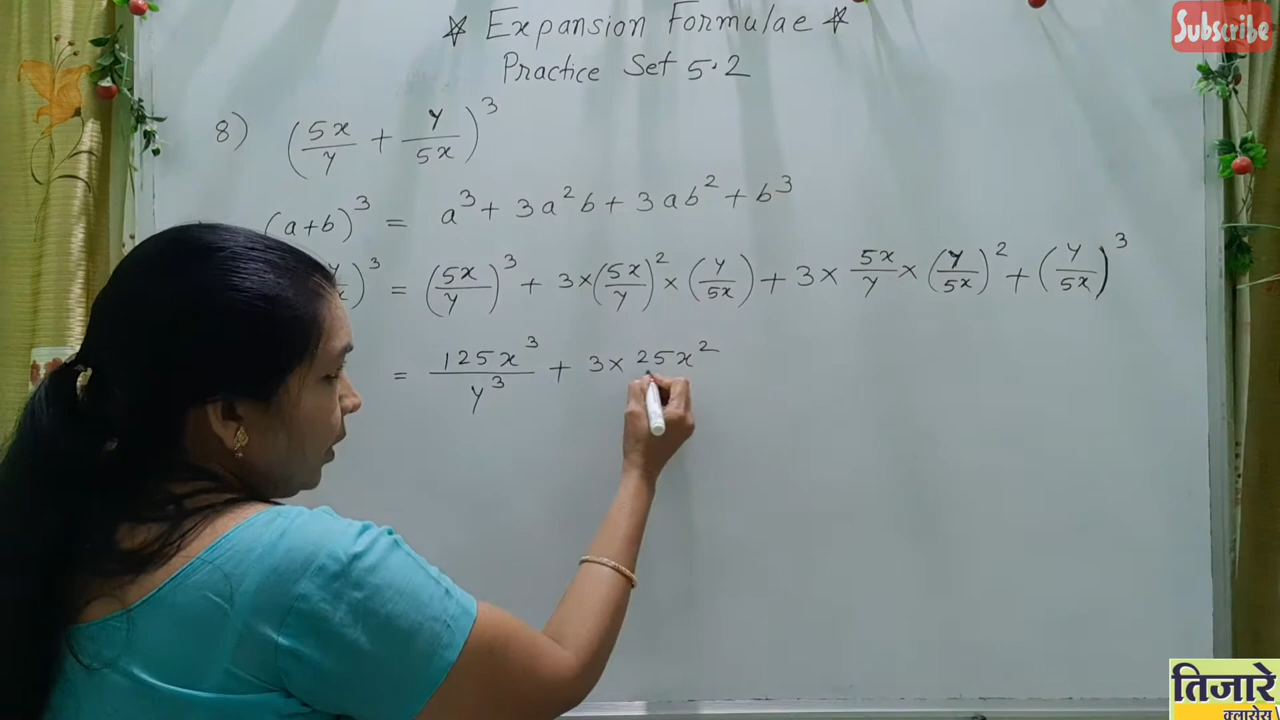 Subscribe
☆ Expansion Formulae ☆
Practice Set 5.2
8) (5x/y + y/5x)³
(a+b)³ = a³ + 3a²b + 3ab² + b³
)³ = (5x/y)³ + 3×(5x/y)²×(y/5x) + 3×5x/y×(y/5x)² + (y/5x)³
= 125x³/y³ + 3×25x²
तिजारे
क्लासेस